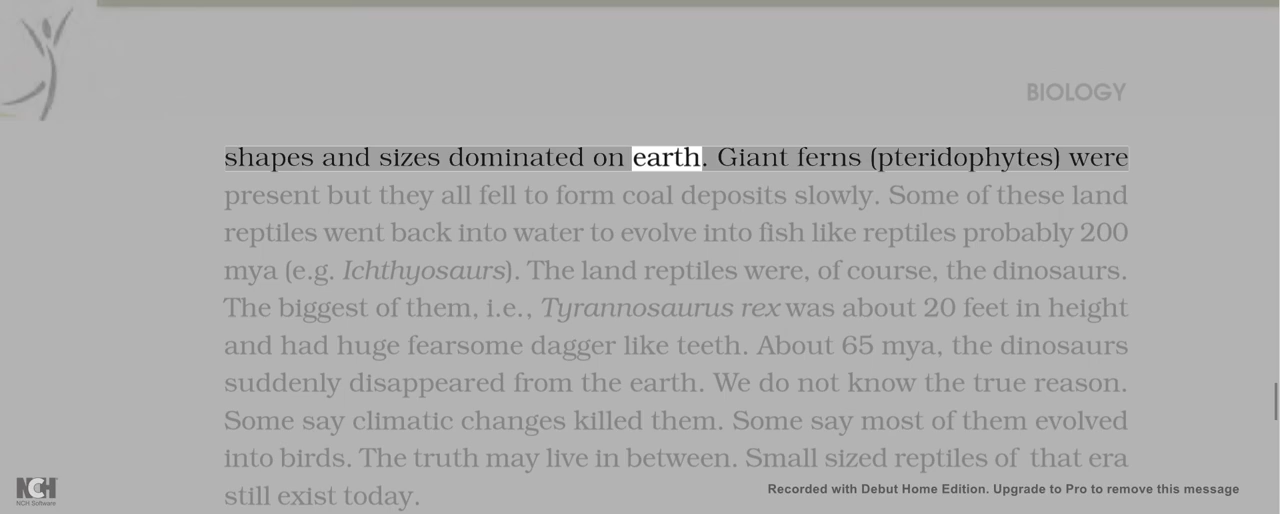 BIOLOGY
shapes and sizes dominated on earth. Giant ferns (pteridophytes) were
present but they all fell to form coal deposits slowly. Some of these land
reptiles went back into water to evolve into fish like reptiles probably 200
mya (e.g. Ichthyosaurs). The land reptiles were, of course, the dinosaurs.
The biggest of them, i.e., Tyrannosaurus rex was about 20 feet in height
and had huge fearsome dagger like teeth. About 65 mya, the dinosaurs
suddenly disappeared from the earth. We do not know the true reason.
Some say climatic changes killed them. Some say most of them evolved
into birds. The truth may live in between. Small sized reptiles of that era
still exist today.
NCH
NCH Software
Recorded with Debut Home Edition. Upgrade to Pro to remove this message